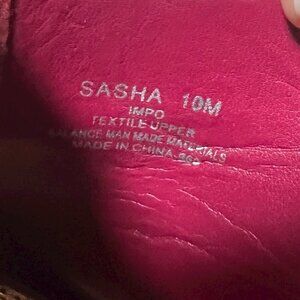 SASHA 10M
IMPO
TEXTILE UPPER
BALANCE MAN MADE MATERIALS
MADE IN CHINA